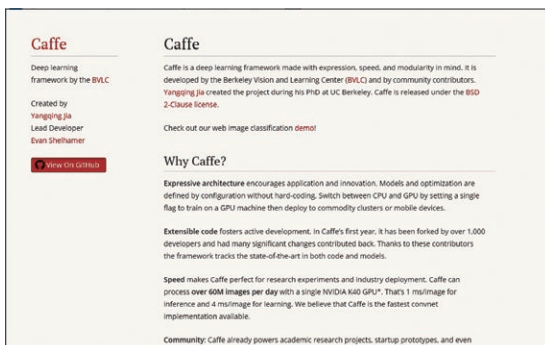 Caffe
Deep learning
framework by the BVLC
Created by
Yangqing Jia
Lead Developer
Evan Shelhamer
View On GitHub
Caffe
Caffe is a deep learning framework made with expression, speed, and modularity in mind. It is
developed by the Berkeley Vision and Learning Center (BVLC) and by community contributors.
Yangqing Jia created the project during his PhD at UC Berkeley. Caffe is released under the BSD
2-Clause license.
Check out our web image classification demo!
Why Caffe?
Expressive architecture encourages application and innovation. Models and optimization are
defined by configuration without hard-coding. Switch between CPU and GPU by setting a single
flag to train on a GPU machine then deploy to commodity clusters or mobile devices.
Extensible code fosters active development. In Caffe's first year, it has been forked by over 1,000
developers and had many significant changes contributed back. Thanks to these contributors
the framework tracks the state-of-the-art in both code and models.
Speed makes Caffe perfect for research experiments and industry deployment. Caffe can
process over 60M images per day with a single NVIDIA K40 GPU*. That's 1 ms/image for
inference and 4 ms/image for learning. We believe that Caffe is the fastest convnet
implementation available.
Community: Caffe already powers academic research projects, startup prototypes, and even